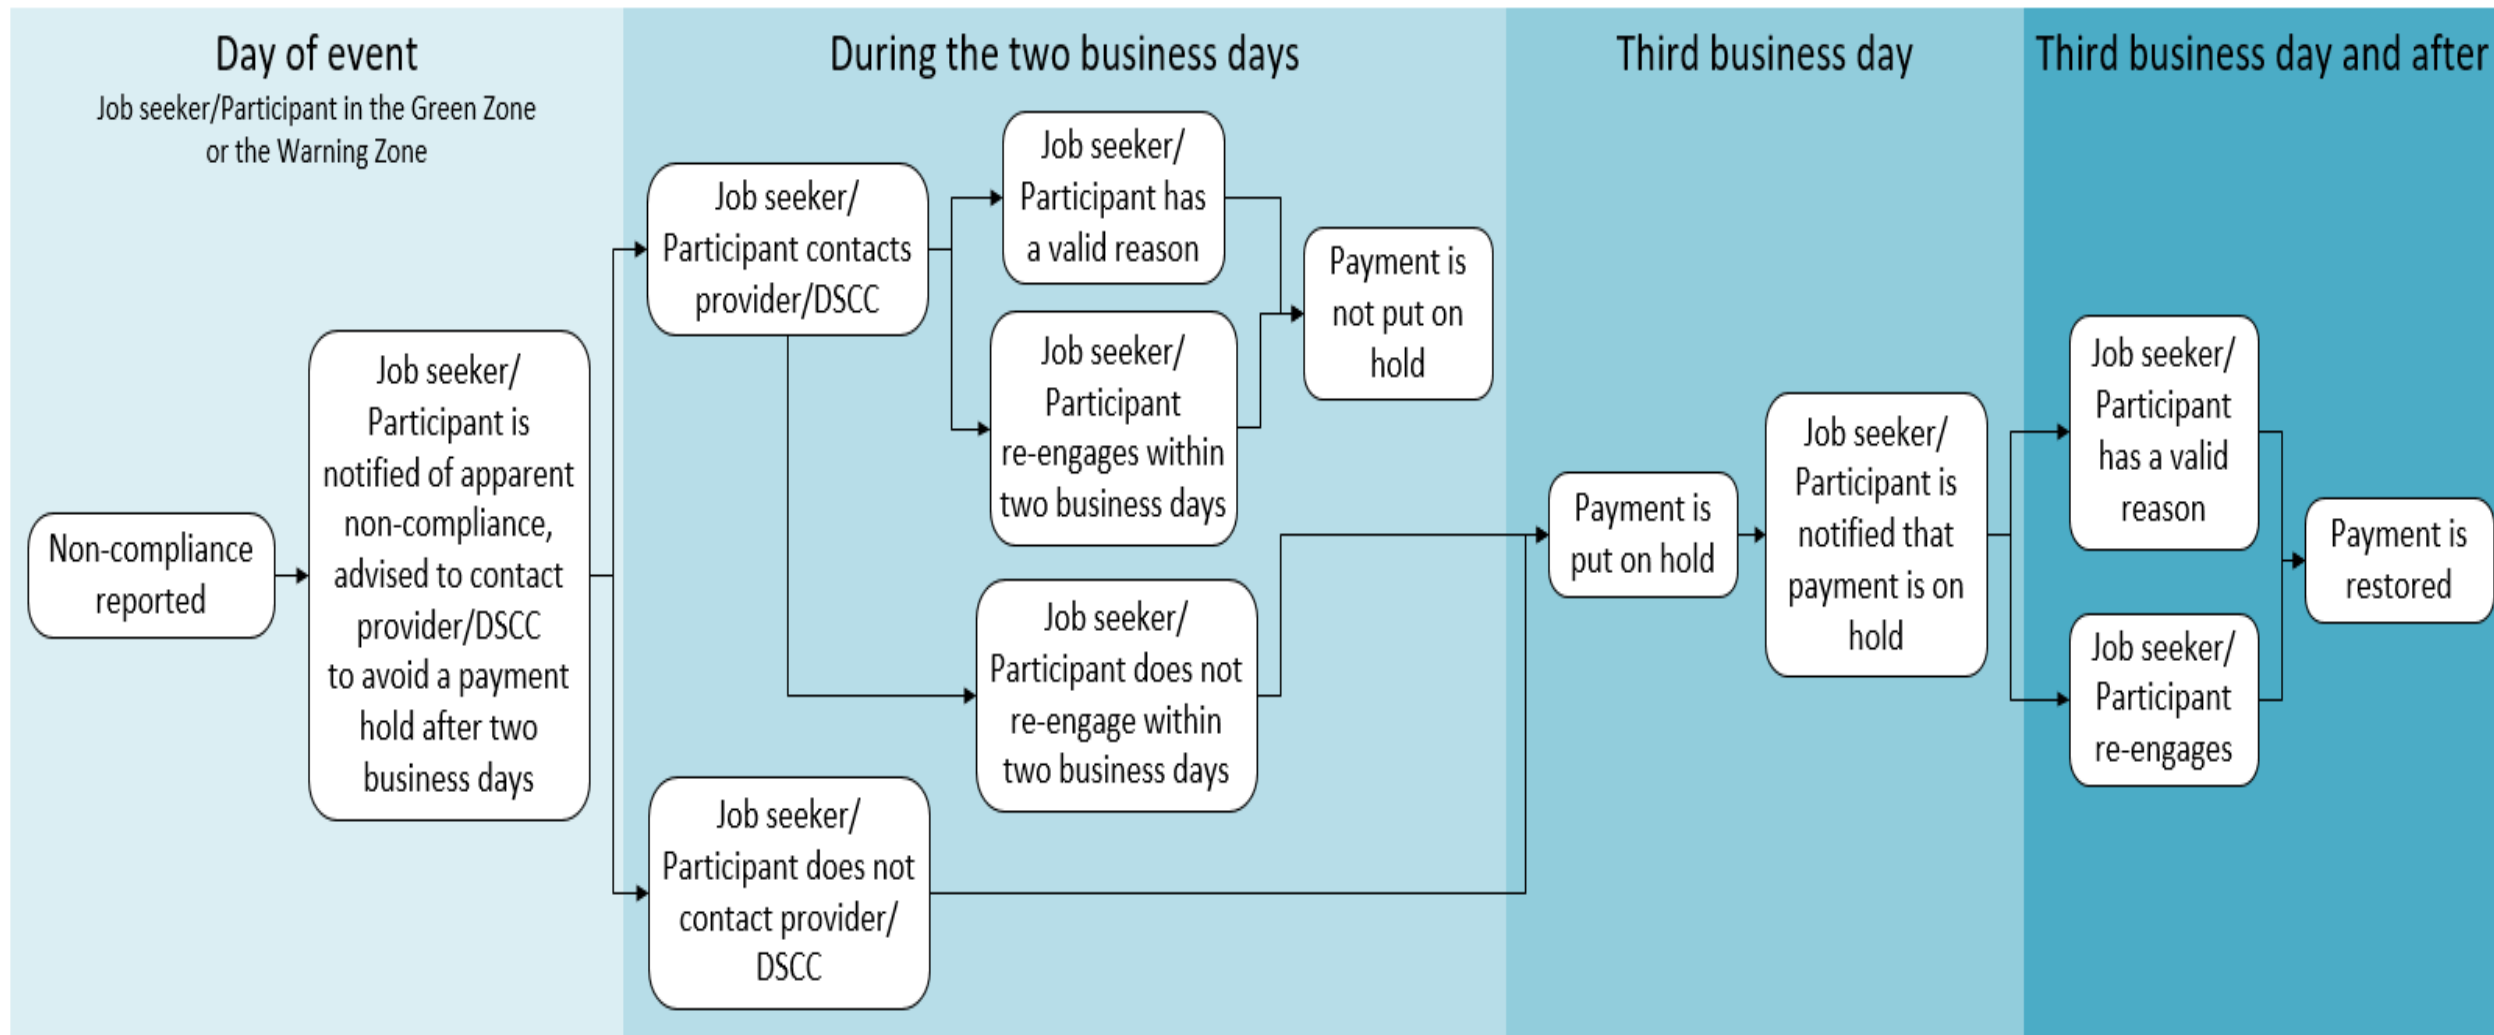 Day of event
Job seeker/Participant in the Green Zone
or the Warning Zone
Non-compliance
reported
Job seeker/
Participant is
notified of apparent
non-compliance,
advised to contact
provider/DSCC
to avoid a payment
hold after two
business days
During the two business days
Job seeker/
Participant contacts
provider/DSCC
Job seeker/
Participant has
a valid reason
Job seeker/
Participant
re-engages within
two business days
Payment is
not put on
hold
Job seeker/
Participant does not
re-engage within
two business days
Job seeker/
Participant does not
contact provider/
DSCC
Third business day
Payment is
put on hold
Job seeker/
Participant is
notified that
payment is on
hold
Third business day and after
Job seeker/
Participant
has a valid
reason
Job seeker/
Participant
re-engages
Payment is
restored